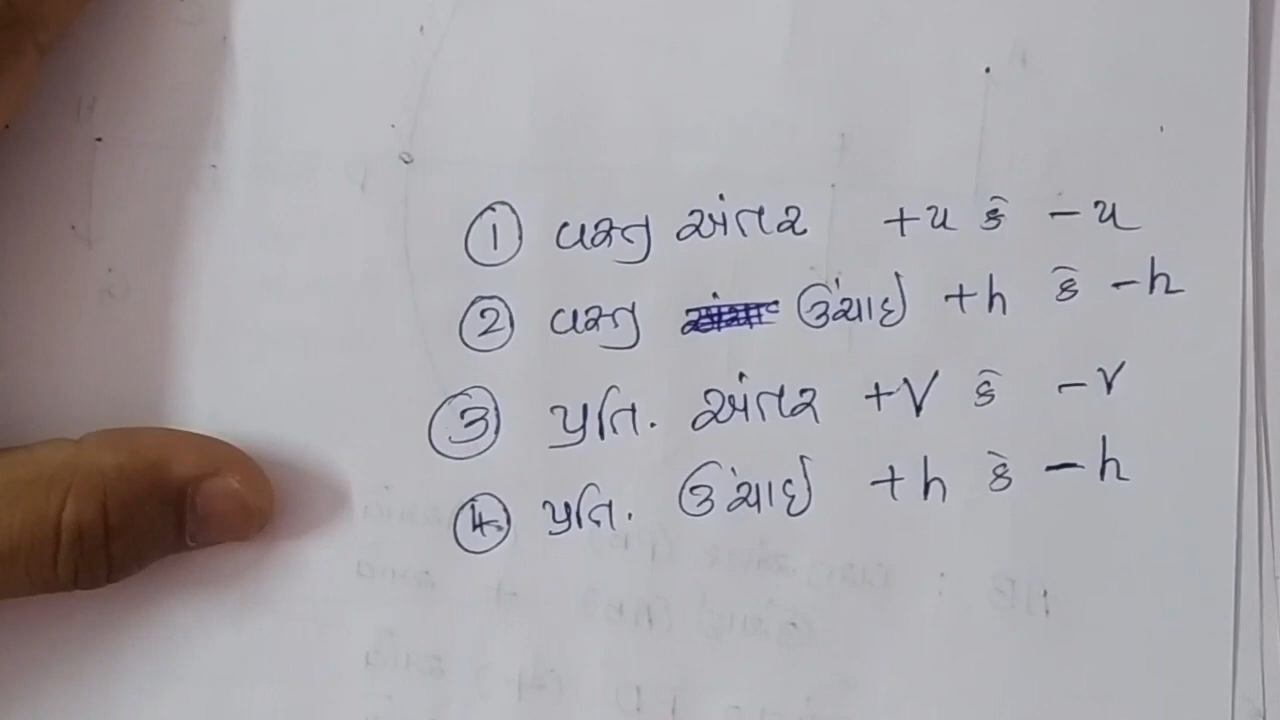 ① વસ્તુ અંતર +u કે -u
② વસ્તુ ઉંચાઈ +h કે -h
③ પ્રતિ. અંતર +v કે -v
④ પ્રતિ. ઉંચાઈ +h કે -h